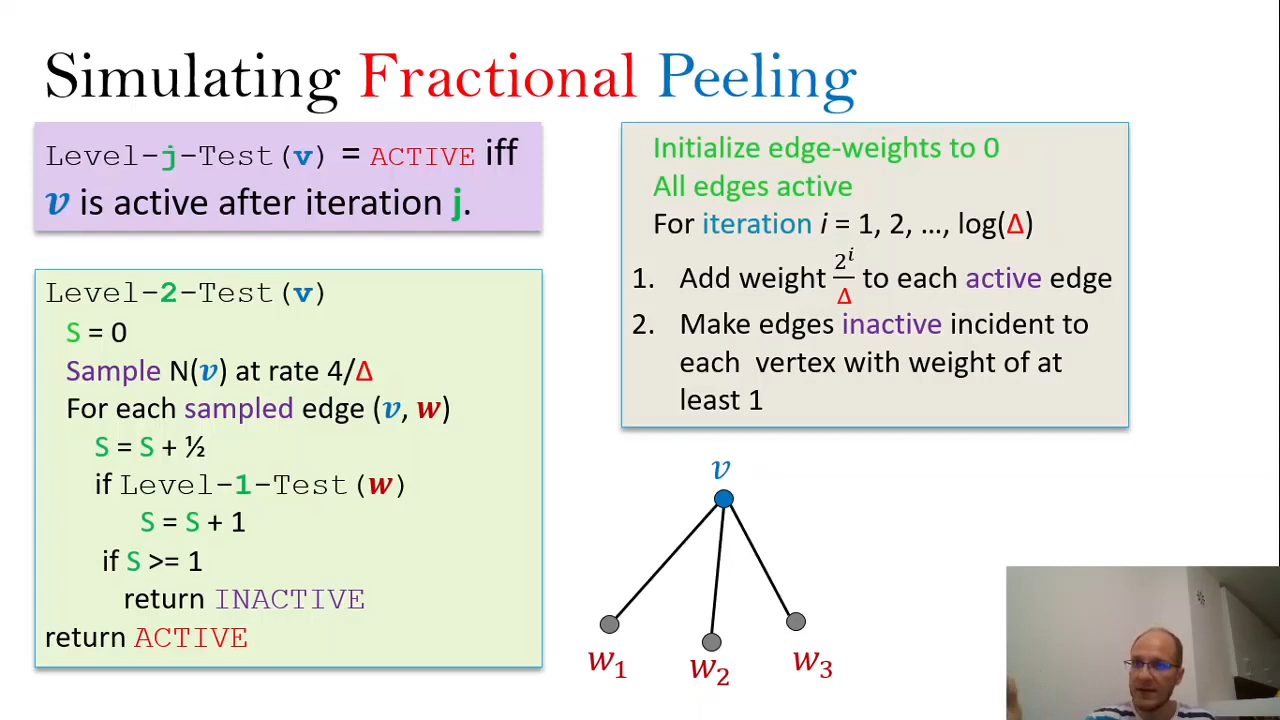 Simulating Fractional Peeling
Level-j-Test(v) = ACTIVE iff
v is active after iteration j.
Level-2-Test(v)
S = 0
Sample N(v) at rate 4/Δ
For each sampled edge (v, w)
S = S + ½
if Level-1-Test(w)
S = S + 1
if S >= 1
return INACTIVE
return ACTIVE
Initialize edge-weights to 0
All edges active
For iteration i = 1, 2, …, log(Δ)
1. Add weight 2^i/Δ to each active edge
2. Make edges inactive incident to
each vertex with weight of at
least 1
v
w₁ w₂ w₃